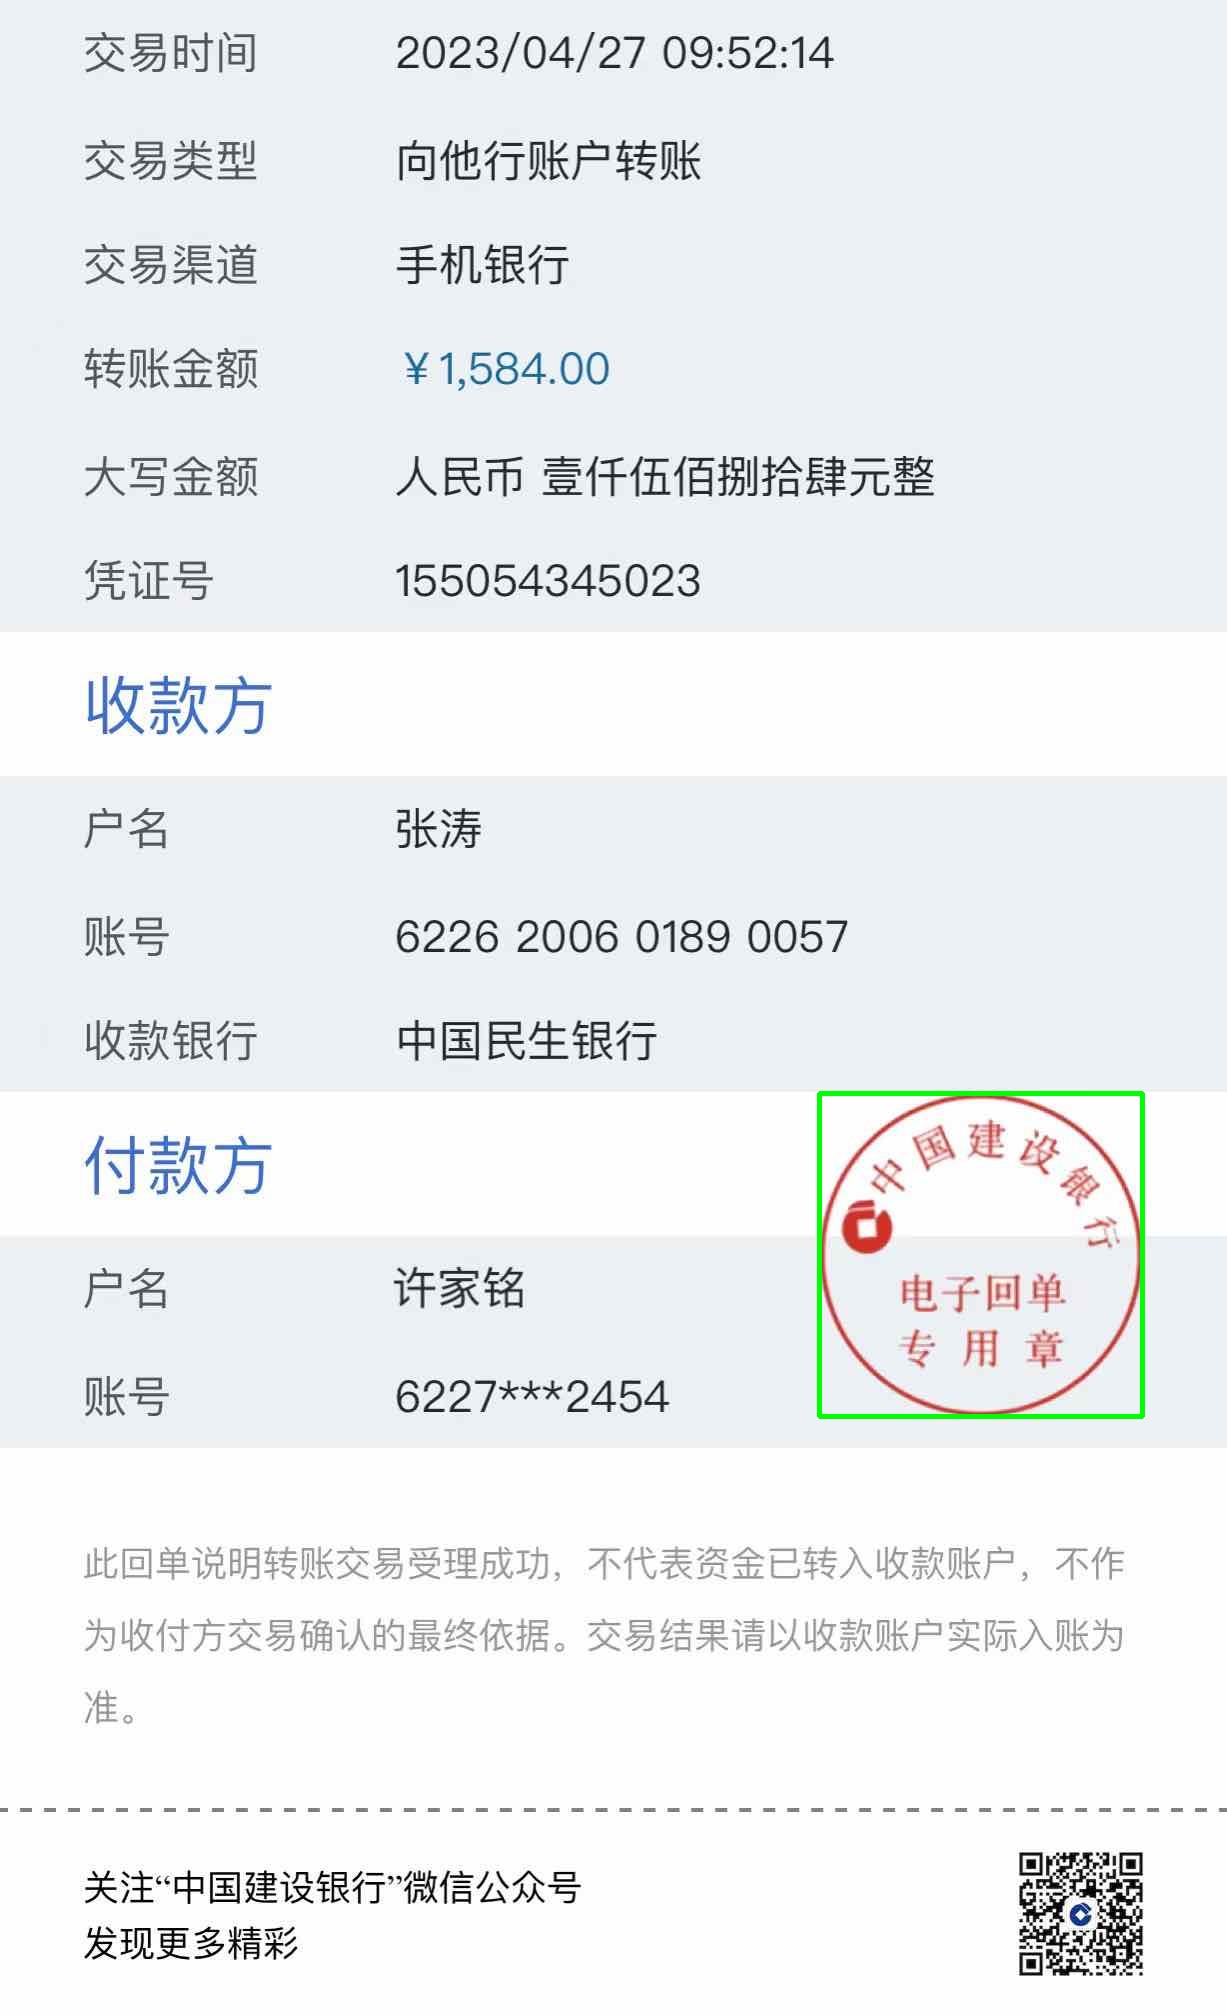 交易时间 2023/04/27 09:52:14
交易类型 向他行账户转账
交易渠道 手机银行
转账金额 ￥1,584.00
大写金额 人民币 壹仟伍佰捌拾肆元整
凭证号 155054345023
收款方
户名 张涛
账号 6226 2006 0189 0057
收款银行 中国民生银行
付款方
中国建设银行
户名 许家铭
电子回单
专用章
账号 6227***2454
此回单说明转账交易受理成功，不代表资金已转入收款账户，不作
为收付方交易确认的最终依据。交易结果请以收款账户实际入账为
准。
关注“中国建设银行”微信公众号
发现更多精彩